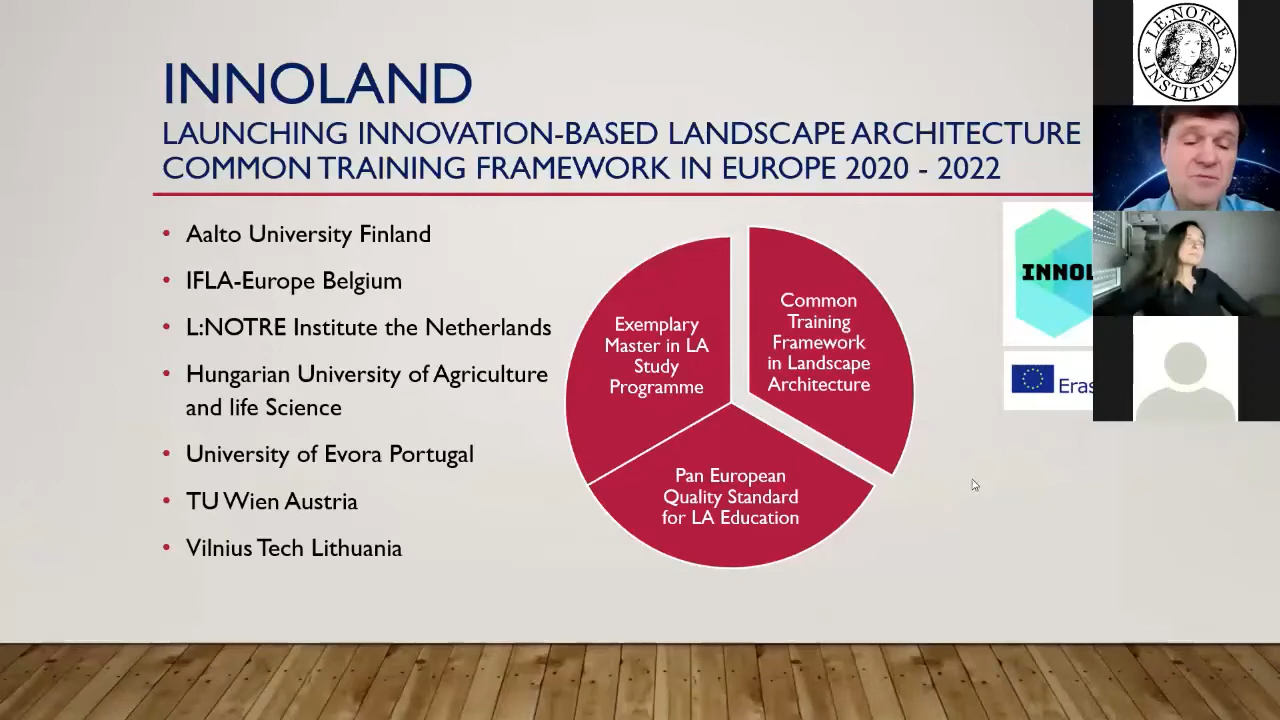 INNOLAND
LAUNCHING INNOVATION-BASED LANDSCAPE ARCHITECTURE
COMMON TRAINING FRAMEWORK IN EUROPE 2020 - 2022
• Aalto University Finland
• IFLA-Europe Belgium
• L:NOTRE Institute the Netherlands
• Hungarian University of Agriculture
and life Science
• University of Evora Portugal
• TU Wien Austria
• Vilnius Tech Lithuania
Exemplary
Master in LA
Study
Programme
Common
Training
Framework
in Landscape
Architecture
Pan European
Quality Standard
for LA Education
INNOL
Eras
LE:NOTRE
INSTITUTE